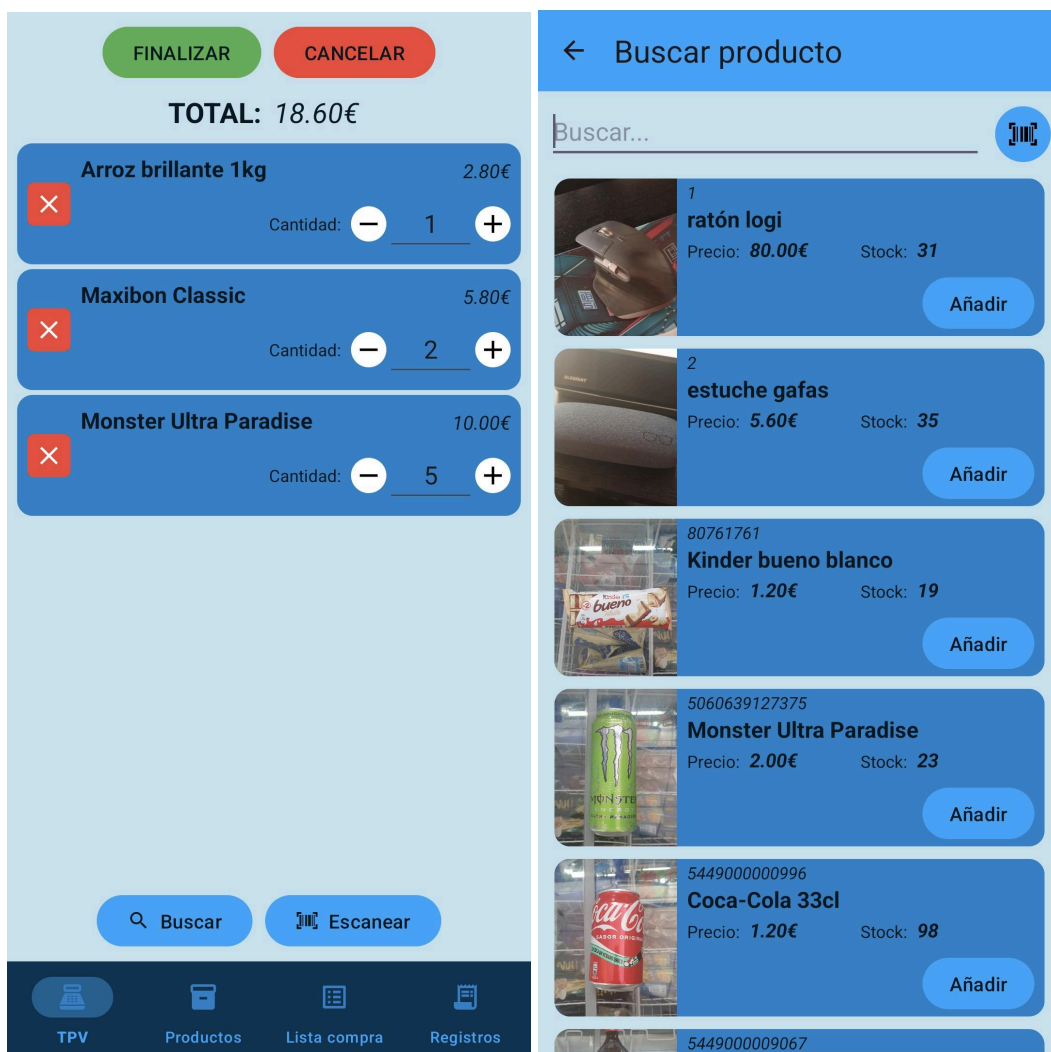 FINALIZAR
CANCELAR
TOTAL: 18.60€
Arroz brillante 1kg
2.80€
Cantidad:
1
Maxibon Classic
5.80€
Cantidad:
2
Monster Ultra Paradise
10.00€
Cantidad:
5
Buscar
Escanear
TPV
Productos
Lista compra
Registros
Buscar producto
Buscar...
1
ratón logi
Precio: 80.00€
Stock: 31
Añadir
2
estuche gafas
Precio: 5.60€
Stock: 35
Añadir
80761761
Kinder bueno blanco
Precio: 1.20€
Stock: 19
Añadir
Kinder
bueno
5060639127375
Monster Ultra Paradise
Precio: 2.00€
Stock: 23
Añadir
MONSTE
5449000000996
Coca-Cola 33cl
Precio: 1.20€
Stock: 98
Añadir
5449000009067